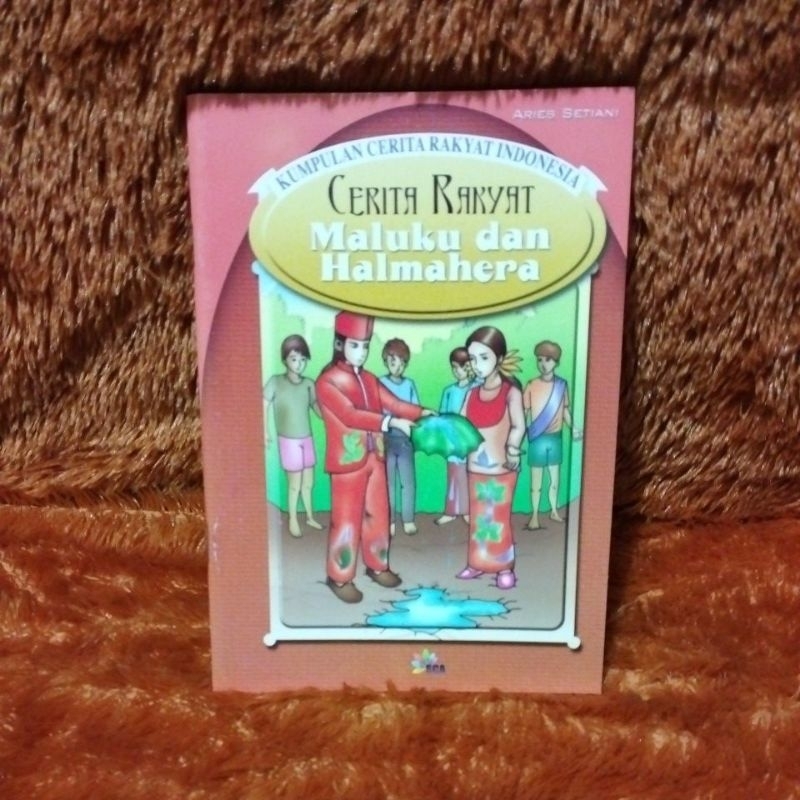 Aries Setiani
KUMPULAN CERITA RAKYAT INDONESIA
CERITA RAKYAT
Maluku dan
Halmahera